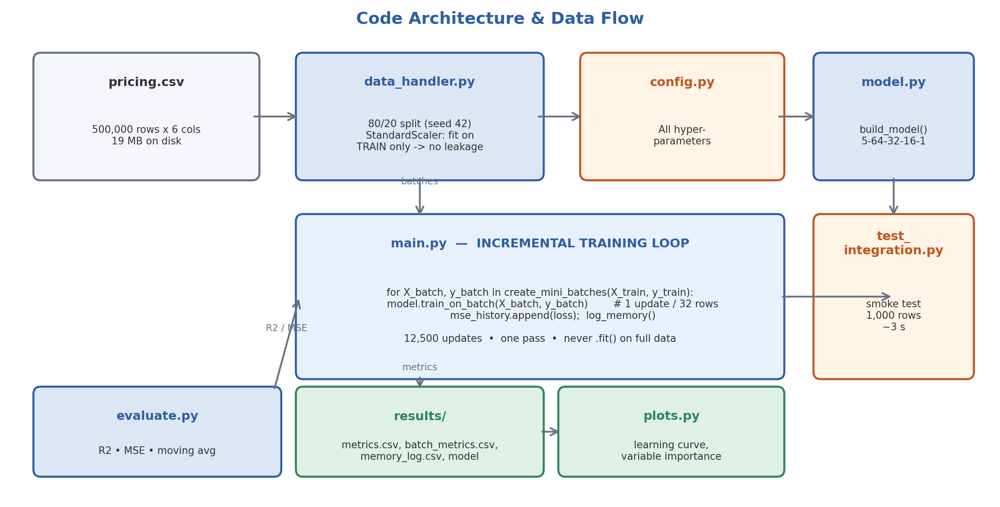 Code Architecture & Data Flow
pricing.csv
500,000 rows x 6 cols
19 MB on disk
data_handler.py
80/20 split (seed 42)
StandardScaler: fit on
TRAIN only -> no leakage
config.py
All hyper-
parameters
model.py
build_model()
5-64-32-16-1
batches
main.py — INCREMENTAL TRAINING LOOP
for X_batch, y_batch in create_mini_batches(X_train, y_train):
model.train_on_batch(X_batch, y_batch)        # 1 update / 32 rows
mse_history.append(loss);  log_memory()
12,500 updates • one pass • never .fit() on full data
test_
integration.py
smoke test
1,000 rows
~3 s
R2 / MSE
metrics
evaluate.py
R2 • MSE • moving avg
results/
metrics.csv, batch_metrics.csv,
memory_log.csv, model
plots.py
learning curve,
variable importance